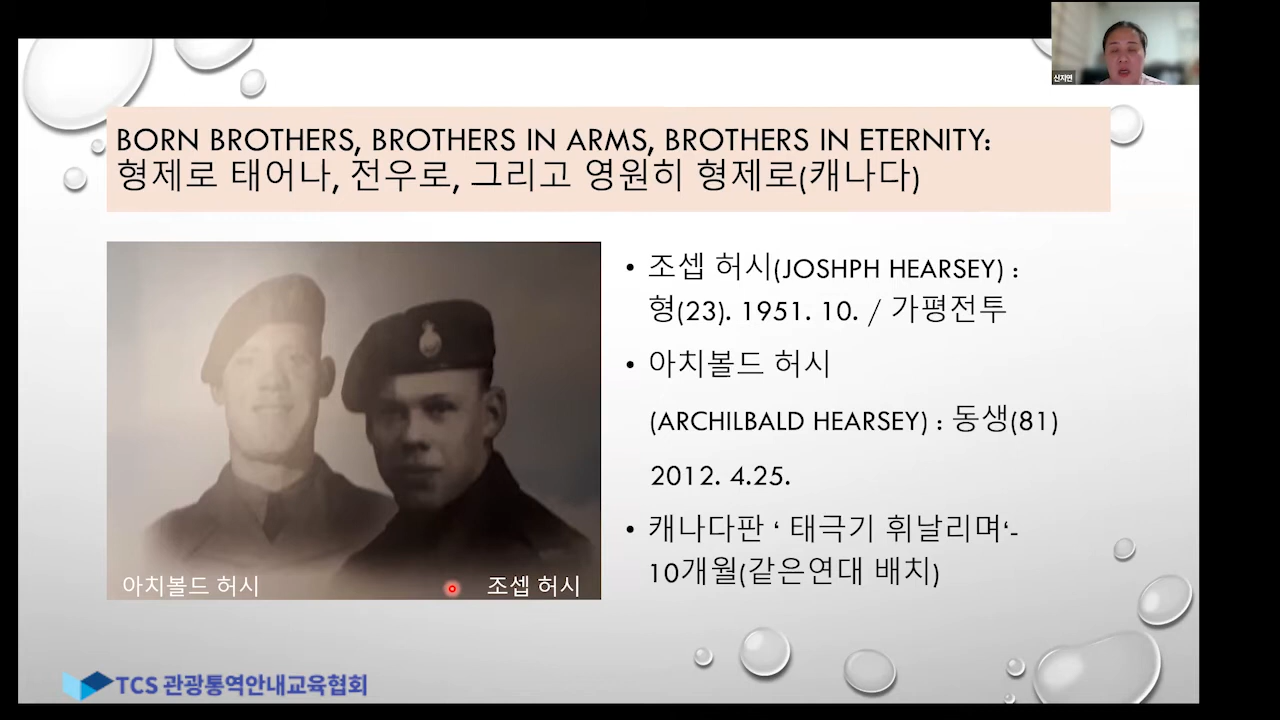 신지연
BORN BROTHERS, BROTHERS IN ARMS, BROTHERS IN ETERNITY:
형제로 태어나, 전우로, 그리고 영원히 형제로(캐나다)
• 조셉 허시(JOSHPH HEARSEY) :
형(23). 1951. 10. / 가평전투
• 아치볼드 허시
(ARCHILBALD HEARSEY) : 동생(81)
2012. 4.25.
• 캐나다판 ‘ 태극기 휘날리며‘-
10개월(같은연대 배치)
아치볼드 허시
조셉 허시
TCS 관광통역안내교육협회